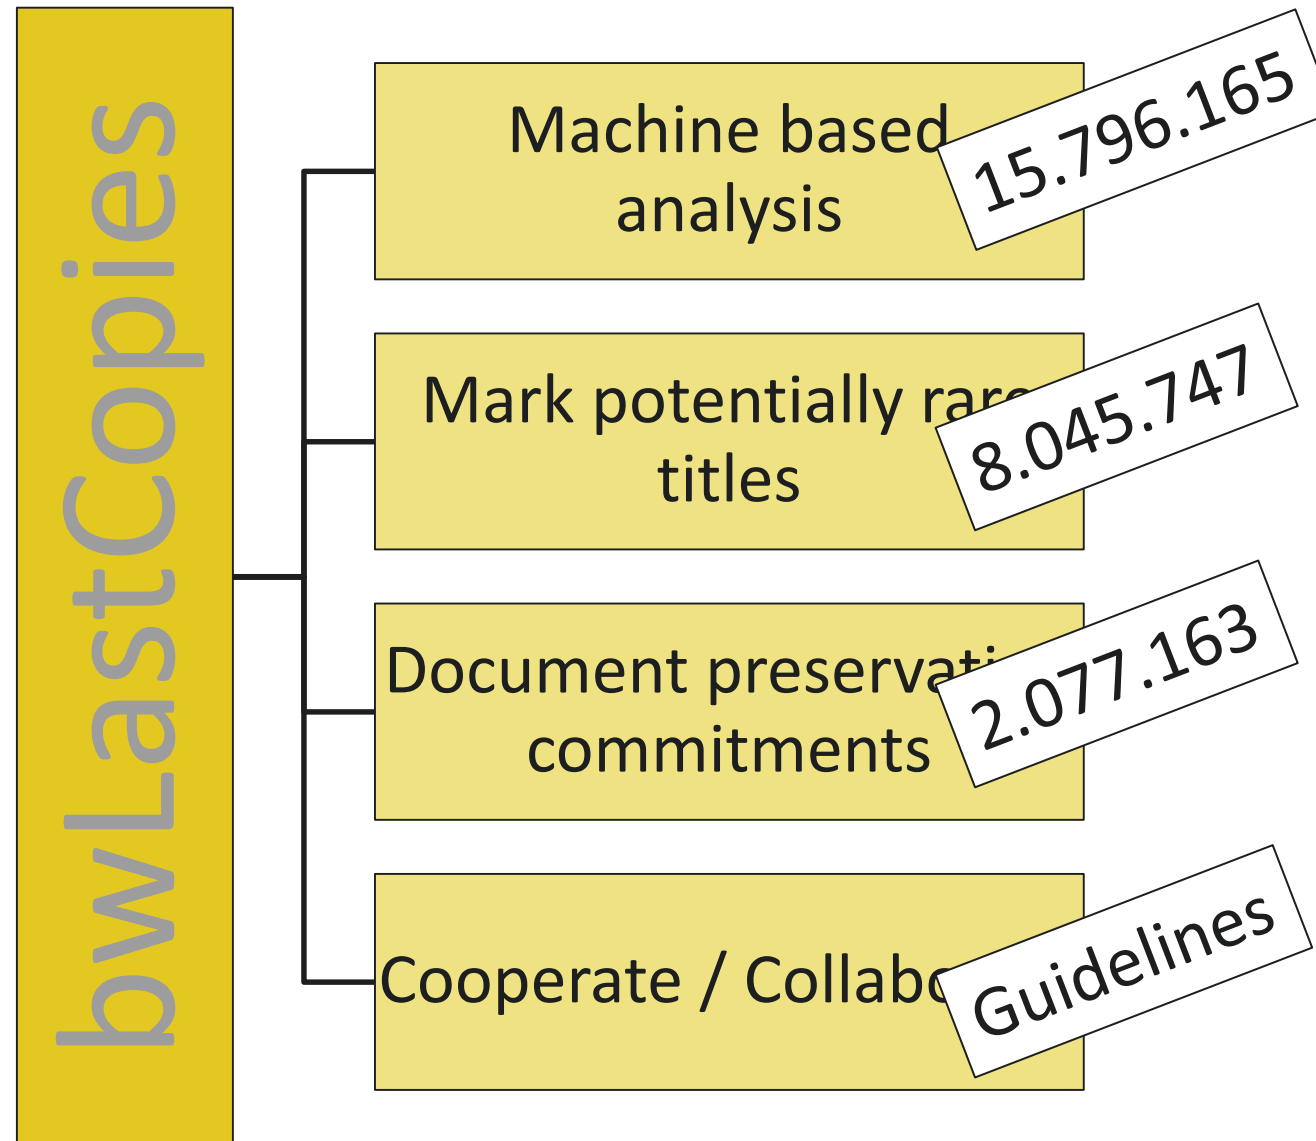 bwLastCopies
Machine based
analysis
15.796.165
Mark potentially rare
titles
8.045.747
Document
commitments
2.077.163
Cooperate /
Guidelines